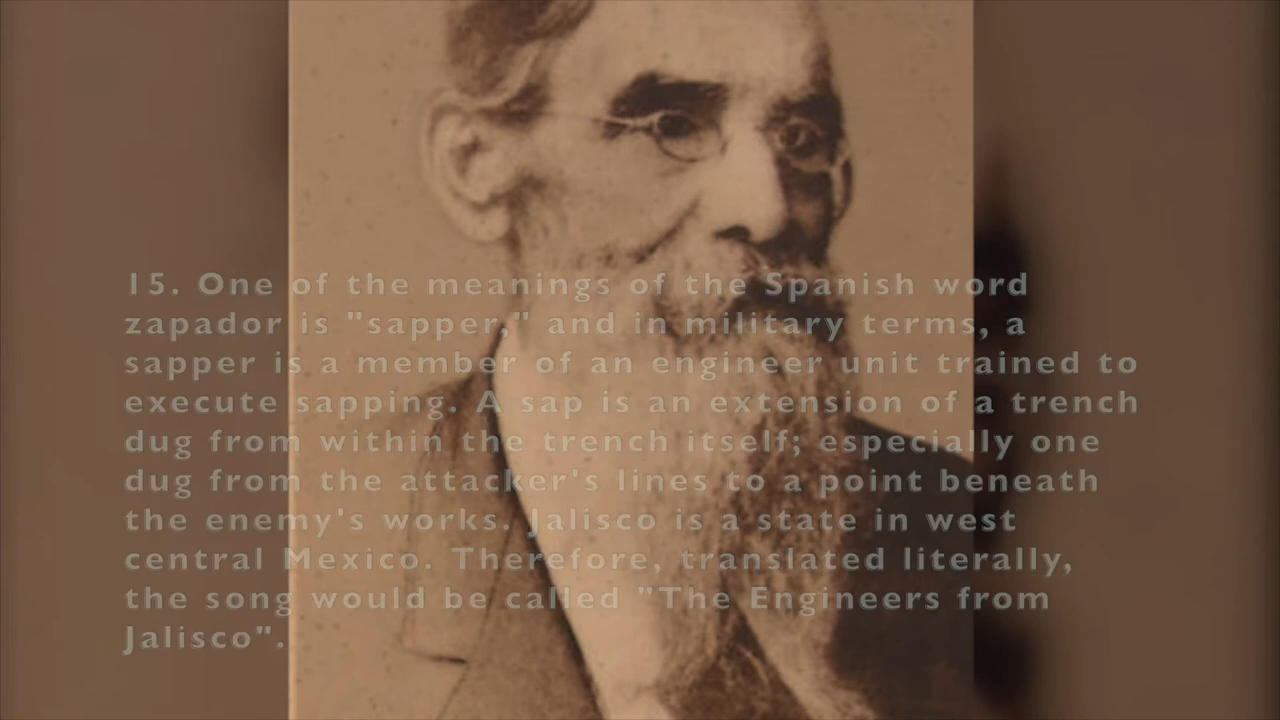 15. One of the meanings of the Spanish word
zapador is "sapper," and in military terms, a
sapper is a member of an engineer unit trained to
execute sapping. A sap is an extension of a trench
dug from within the trench itself; especially one
dug from the attacker's lines to a point beneath
the enemy's works. Jalisco is a state in west
central Mexico. Therefore, translated literally,
the song would be called "The Engineers from
Jalisco".